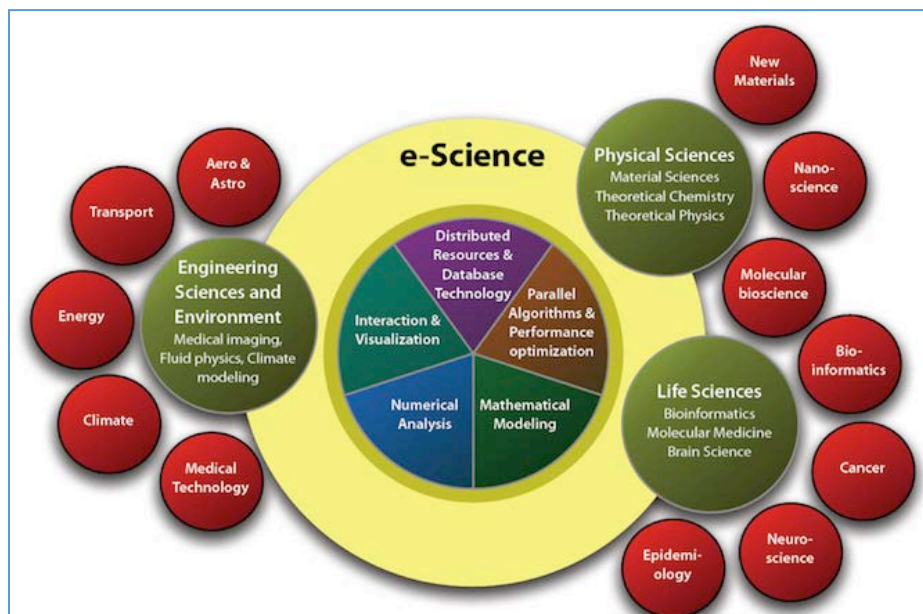 e-Science
Distributed
Resources &
Database
Technology
Parallel
Algorithms &
Performance
optimization
Mathematical
Modeling
Numerical
Analysis
Interaction &
Visualization
Engineering
Sciences and
Environment
Medical imaging,
Fluid physics, Climate
modeling
Aero &
Astro
Transport
Energy
Climate
Medical
Technology
Physical Sciences
Material Sciences
Theoretical Chemistry
Theoretical Physics
New
Materials
Nano-
science
Molecular
bioscience
Life Sciences
Bioinformatics
Molecular Medicine
Brain Science
Bio-
informatics
Cancer
Neuro-
science
Epidemi-
ology